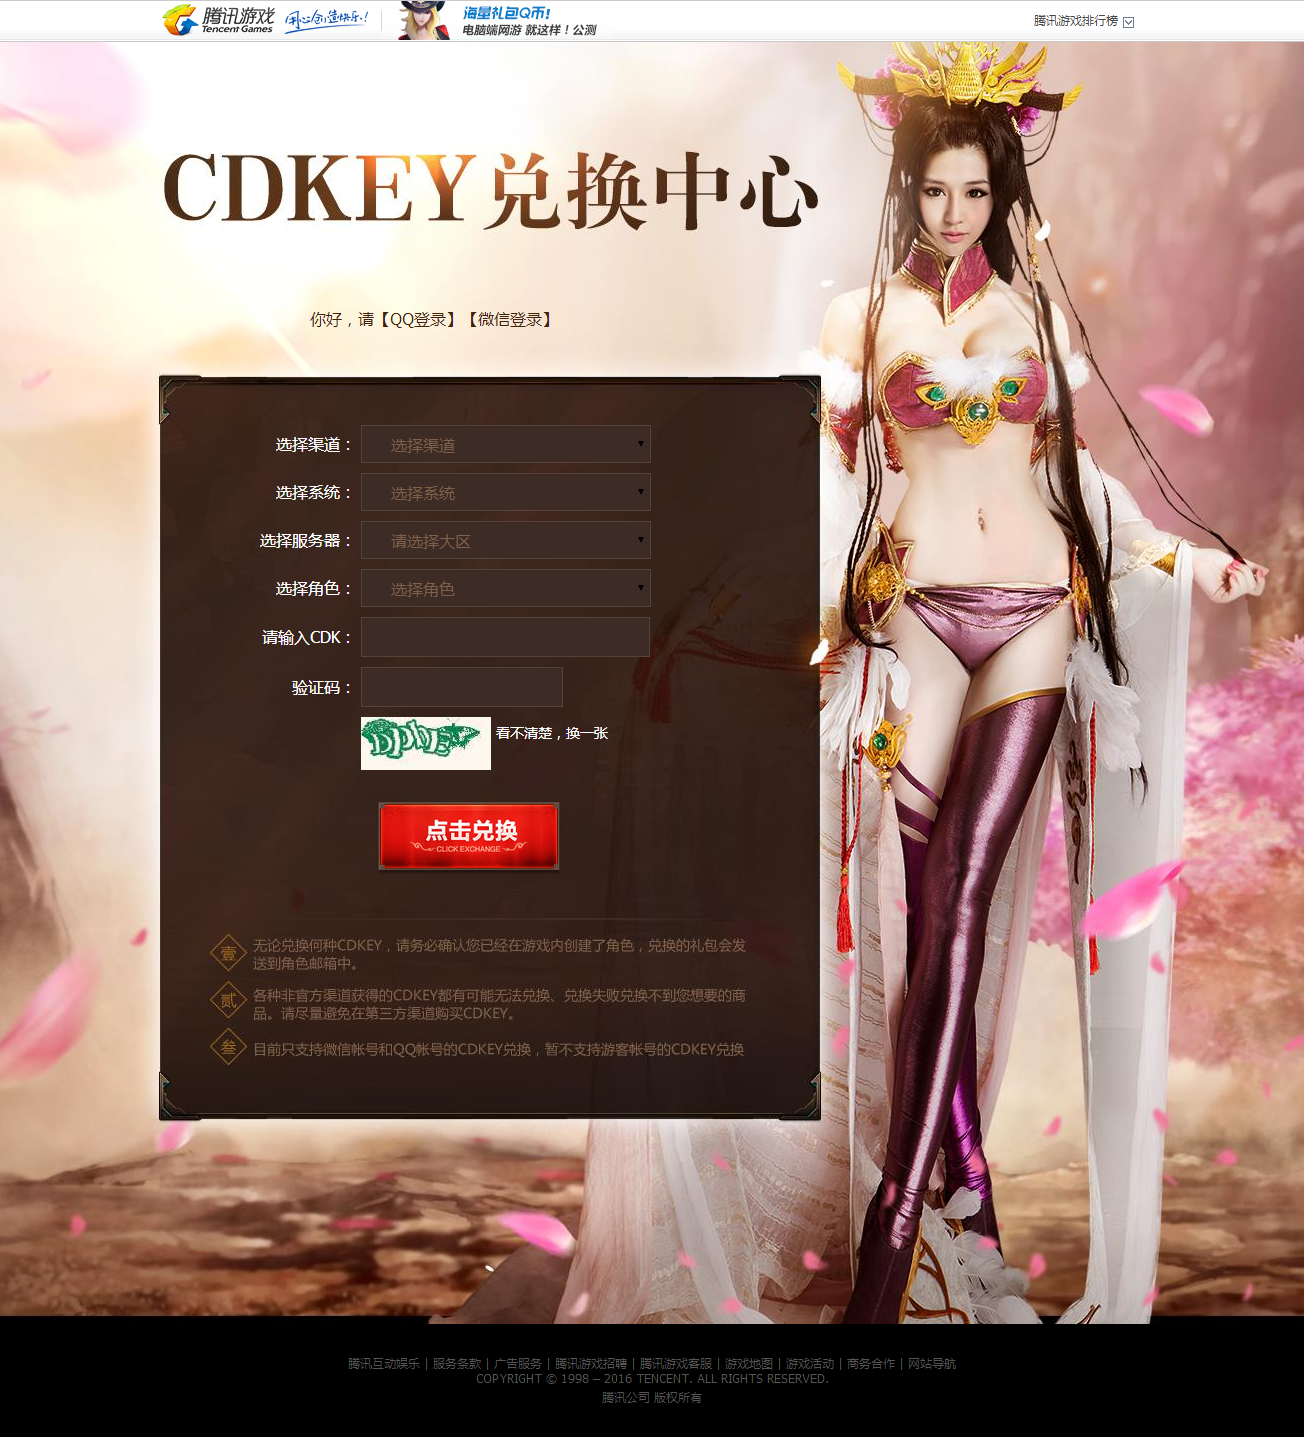 腾讯游戏
Tencent Games
用心创造快乐!
海量礼包Q币!
电脑端网游 就这样！公测
腾讯游戏排行榜
CDKEY兑换中心
你好，请【QQ登录】【微信登录】
选择渠道： 选择渠道
选择系统： 选择系统
选择服务器： 请选择大区
选择角色： 选择角色
请输入CDK：
验证码：
看不清楚，换一张
点击兑换
CLICK EXCHANGE
壹 无论兑换何种CDKEY，请务必确认您已经在游戏内创建了角色，兑换的礼包会发
送到角色邮箱中。
贰 各种非官方渠道获得的CDKEY都有可能无法兑换、兑换失败兑换不到您想要的商
品。请尽量避免在第三方渠道购买CDKEY。
叁 目前只支持微信帐号和QQ帐号的CDKEY兑换，暂不支持游客帐号的CDKEY兑换
腾讯互动娱乐 | 服务条款 | 广告服务 | 腾讯游戏招聘 | 腾讯游戏客服 | 游戏地图 | 游戏活动 | 商务合作 | 网站导航
COPYRIGHT © 1998 – 2016 TENCENT. ALL RIGHTS RESERVED.
腾讯公司 版权所有